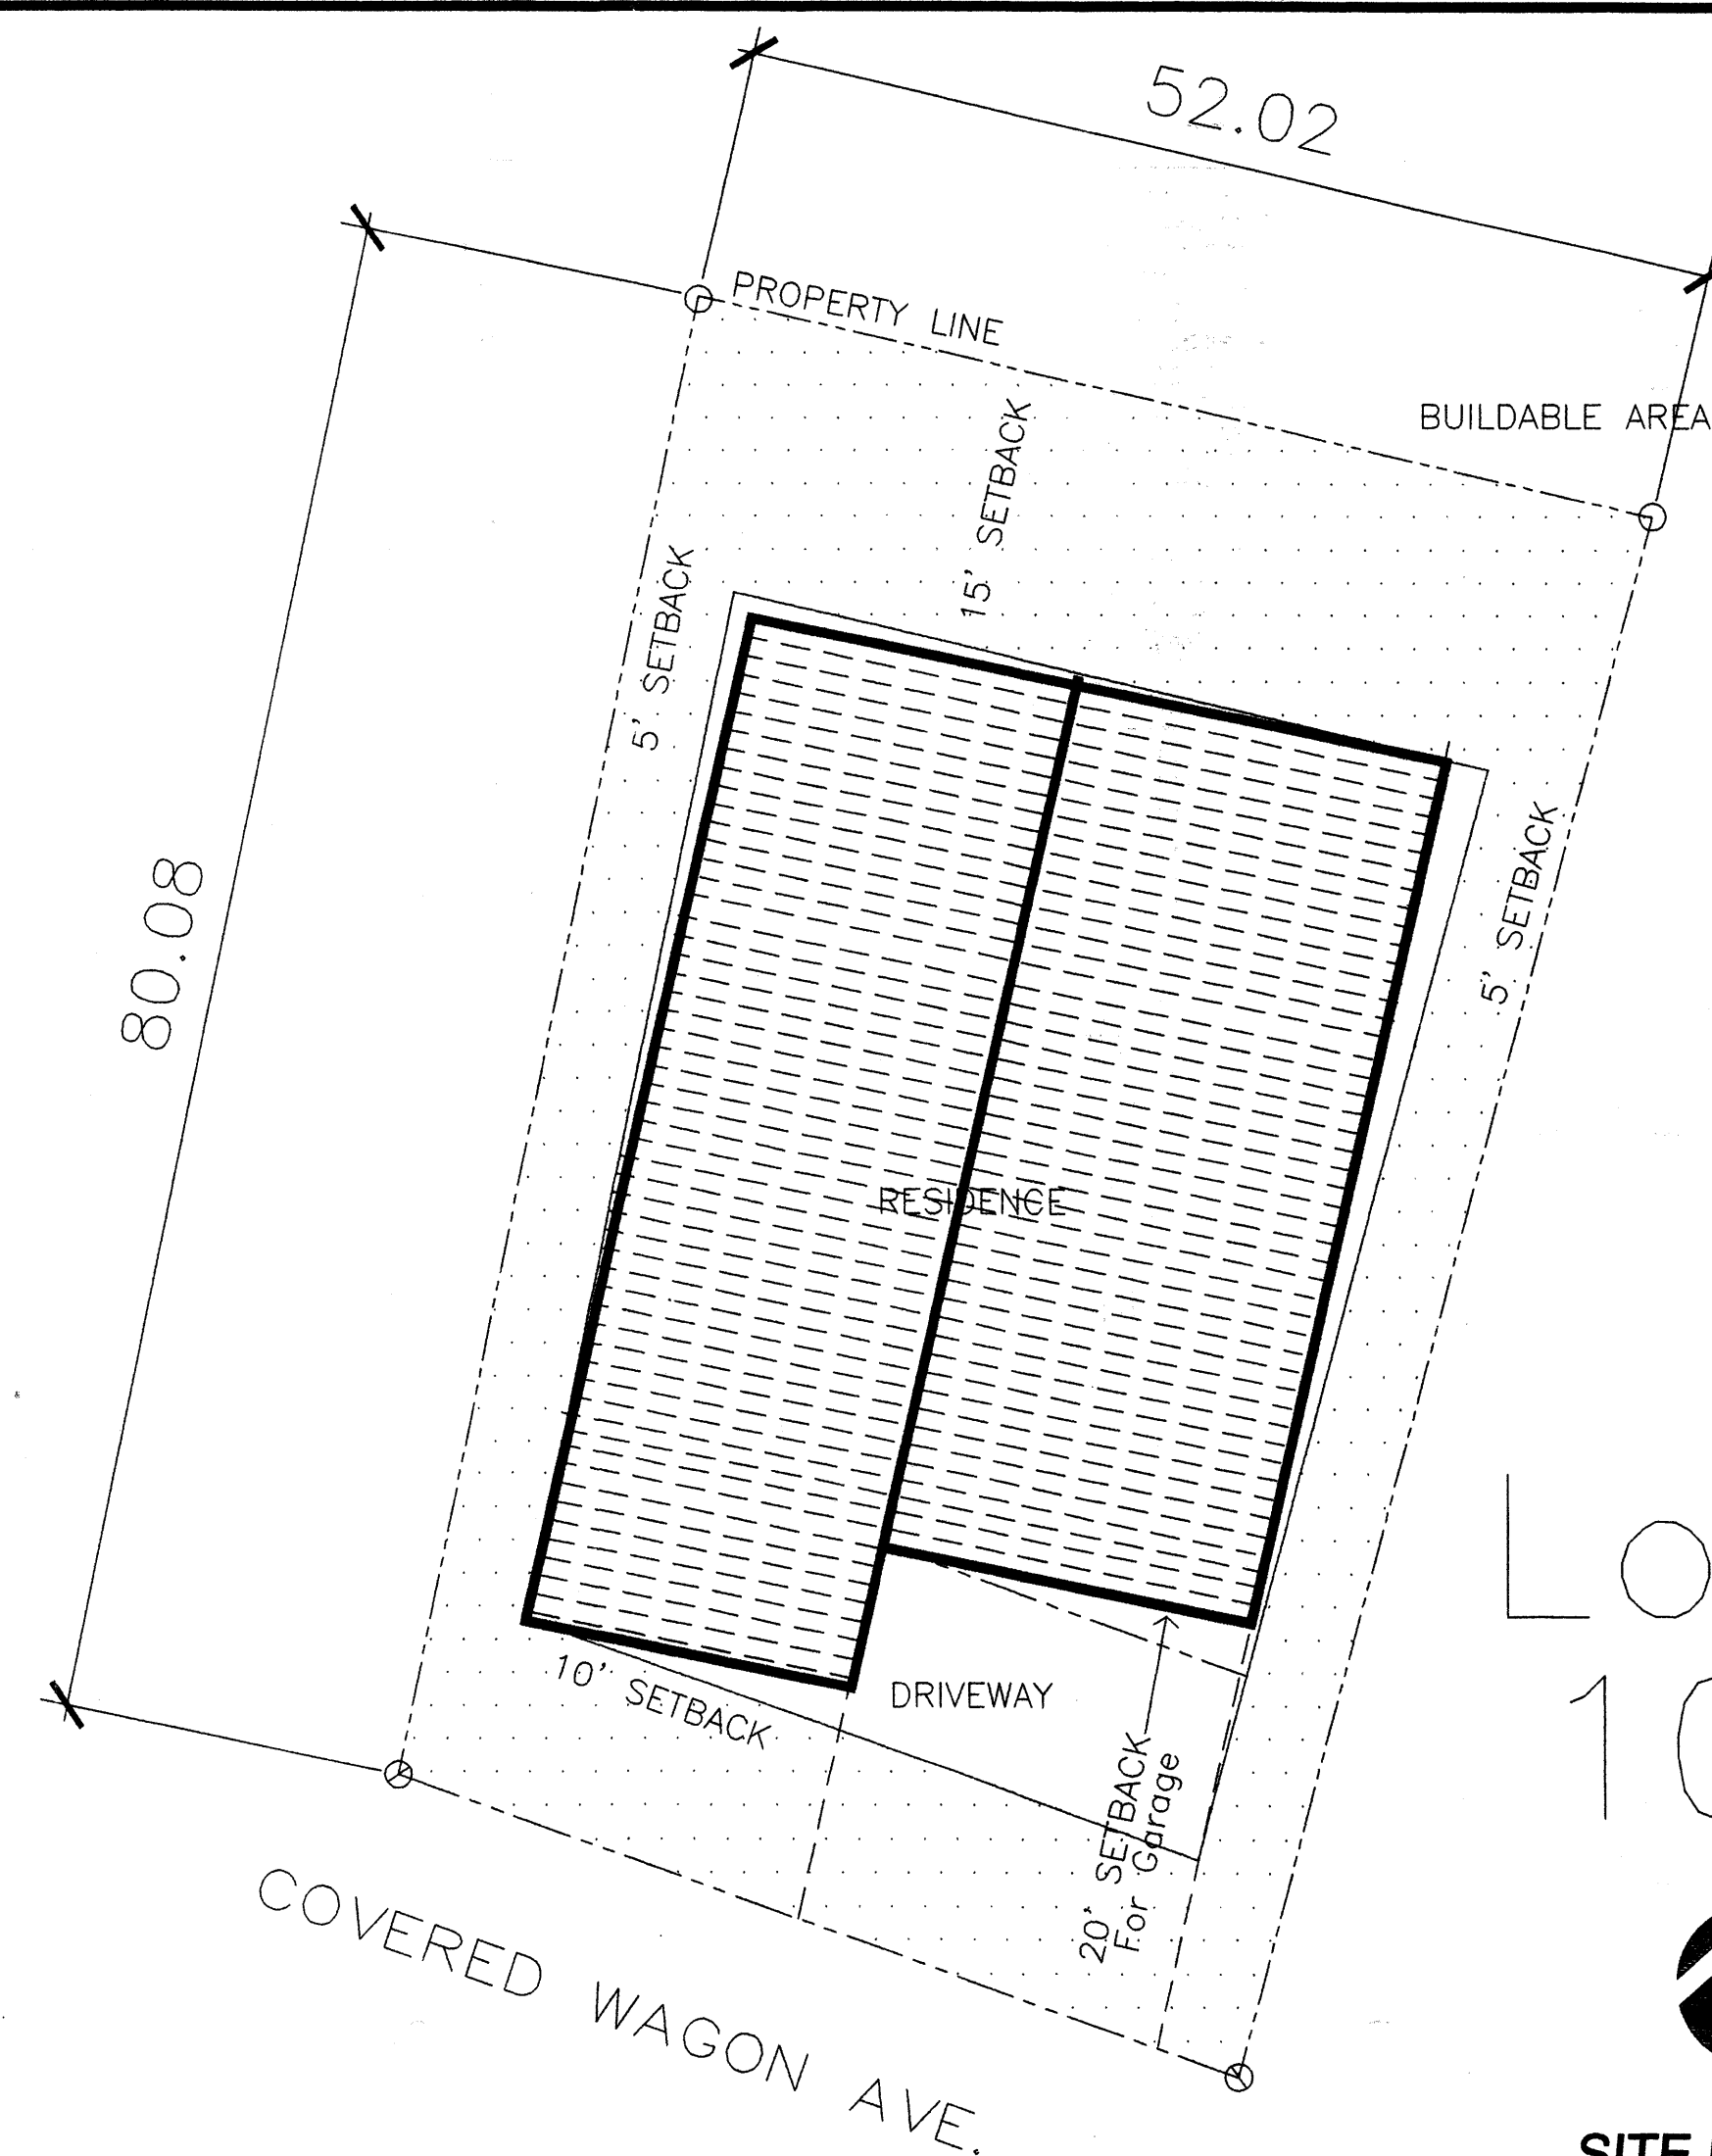 52.02
PROPERTY LINE
BUILDABLE AREA
15' SETBACK
5' SETBACK
80.08
5' SETBACK
RESIDENCE
10' SETBACK
DRIVEWAY
20' SETBACK
For Garage
COVERED WAGON AVE.
SITE